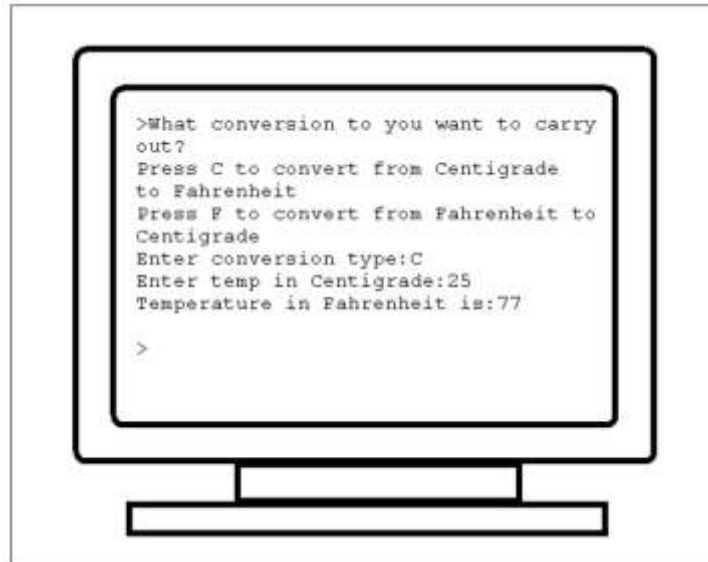 >What conversion to you want to carry
out?
Press C to convert from Centigrade
to Fahrenheit
Press F to convert from Fahrenheit to
Centigrade
Enter conversion type:C
Enter temp in Centigrade:25
Temperature in Fahrenheit is:77
>